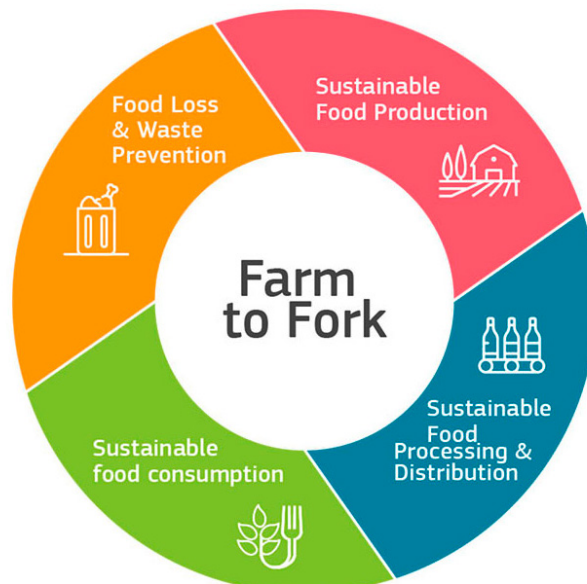 Sustainable
Food Production
Food Loss
& Waste
Prevention
Farm
to Fork
Sustainable
Food
Processing &
Distribution
Sustainable
food consumption